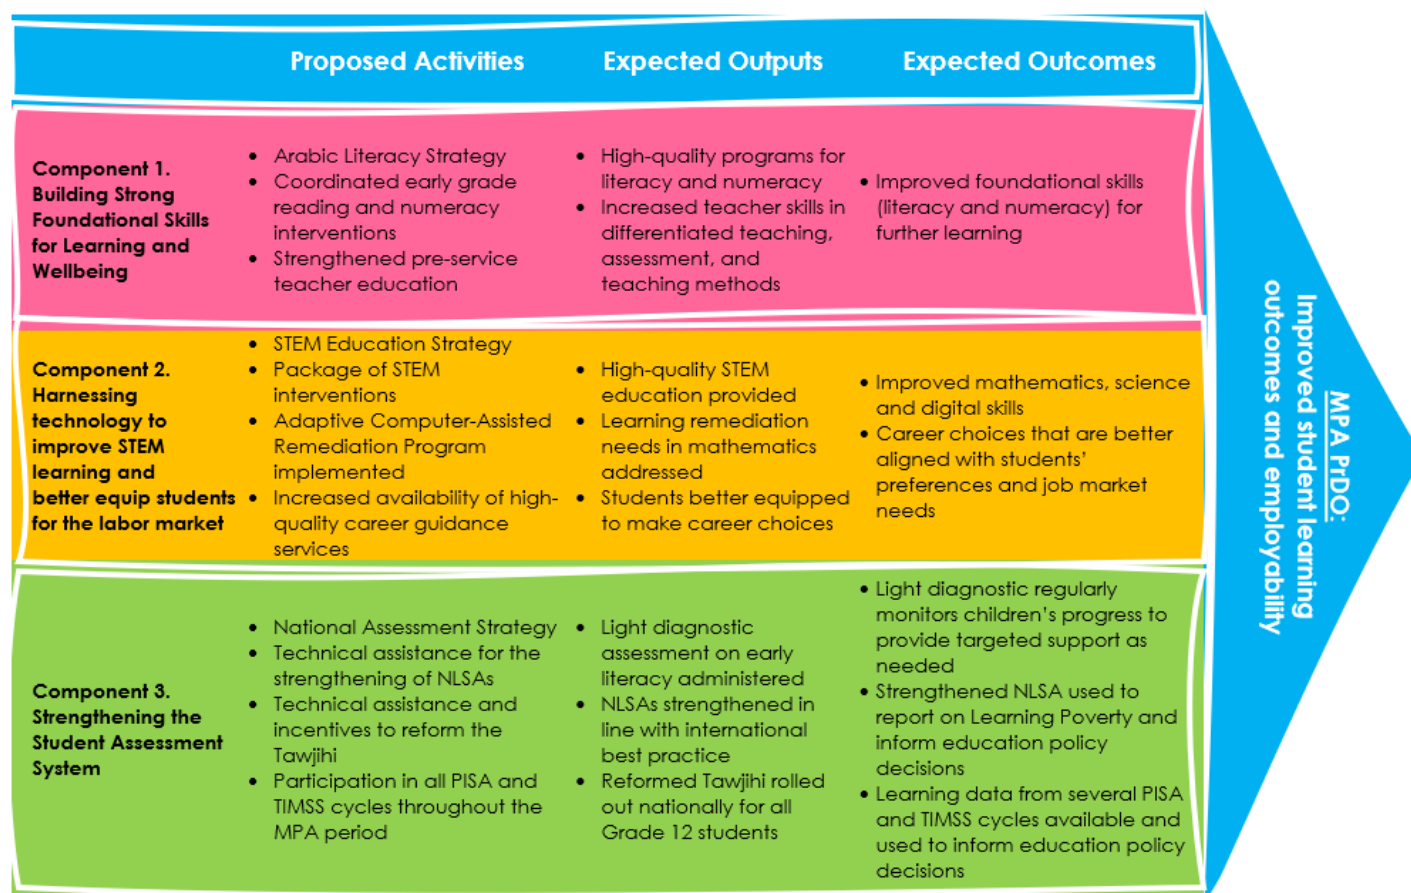 Proposed Activities
Expected Outputs
Expected Outcomes
Component 1.
Building Strong
Foundational Skills
for Learning and
Wellbeing
• Arabic Literacy Strategy
• Coordinated early grade
reading and numeracy
interventions
• Strengthened pre-service
teacher education
• High-quality programs for
literacy and numeracy
• Increased teacher skills in
differentiated teaching,
assessment, and
teaching methods
• Improved foundational skills
(literacy and numeracy) for
further learning
Component 2.
Harnessing
technology to
improve STEM
learning and
better equip students
for the labor market
• STEM Education Strategy
• Package of STEM
interventions
• Adaptive Computer-Assisted
Remediation Program
implemented
• Increased availability of high-
quality career guidance
services
• High-quality STEM
education provided
• Learning remediation
needs in mathematics
addressed
• Students better equipped
to make career choices
• Improved mathematics, science
and digital skills
• Career choices that are better
aligned with students’
preferences and job market
needs
Component 3.
Strengthening the
Student Assessment
System
• National Assessment Strategy
• Technical assistance for the
strengthening of NLSAs
• Technical assistance and
incentives to reform the
Tawjihi
• Participation in all PISA and
TIMSS cycles throughout the
MPA period
• Light diagnostic
assessment on early
literacy administered
• NLSAs strengthened in
line with international
best practice
• Reformed Tawjihi rolled
out nationally for all
Grade 12 students
• Light diagnostic regularly
monitors children’s progress to
provide targeted support as
needed
• Strengthened NLSA used to
report on Learning Poverty and
inform education policy
decisions
• Learning data from several PISA
and TIMSS cycles available and
used to inform education policy
decisions
MPA PrDO:
Improved student learning
outcomes and employability